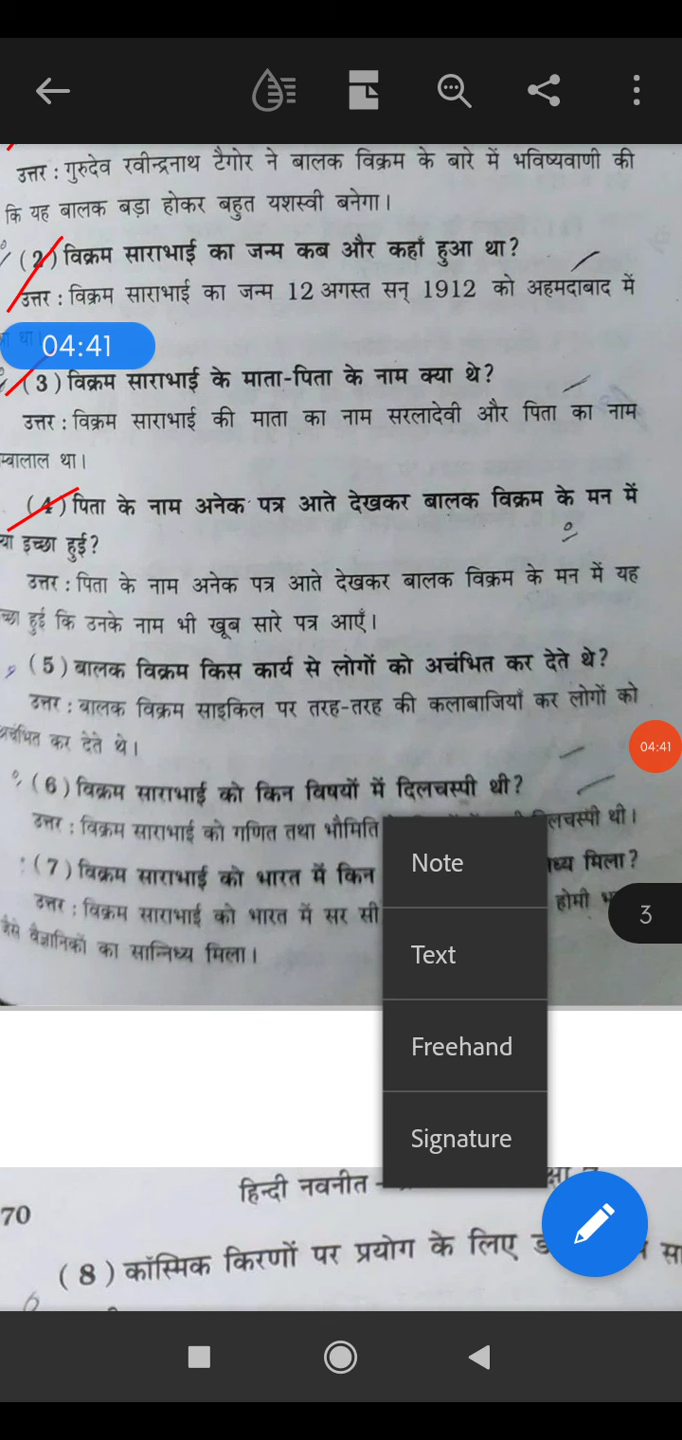 उत्तर : गुरुदेव रवीन्द्रनाथ टैगोर ने बालक विक्रम के बारे में भविष्यवाणी की
कि यह बालक बड़ा होकर बहुत यशस्वी बनेगा।
(2) विक्रम साराभाई का जन्म कब और कहाँ हुआ था?
उत्तर : विक्रम साराभाई का जन्म 12 अगस्त सन् 1912 को अहमदाबाद में
था।
04:41
(3) विक्रम साराभाई के माता-पिता के नाम क्या थे?
उत्तर : विक्रम साराभाई की माता का नाम सरलादेवी और पिता का नाम
म्बालाल था।
(4) पिता के नाम अनेक पत्र आते देखकर बालक विक्रम के मन में
या इच्छा हुई?
उत्तर : पिता के नाम अनेक पत्र आते देखकर बालक विक्रम के मन में यह
च्छा हुई कि उनके नाम भी खूब सारे पत्र आएँ।
(5) बालक विक्रम किस कार्य से लोगों को अचंभित कर देते थे?
उत्तर : बालक विक्रम साइकिल पर तरह-तरह की कलाबाजियाँ कर लोगों को
अचंभित कर देते थे।
04:41
(6) विक्रम साराभाई को किन विषयों में दिलचस्पी थी?
उत्तर : विक्रम साराभाई को गणित तथा भौमिति लचस्पी थी।
(7) विक्रम साराभाई को भारत में किन ध्य मिला?
उत्तर : विक्रम साराभाई को भारत में सर सी होमी
जैसे वैज्ञानिकों का सान्निध्य मिला।
3
Note
Text
Freehand
Signature
हिन्दी नवनीत -
70
(8) कॉस्मिक किरणों पर प्रयोग के लिए